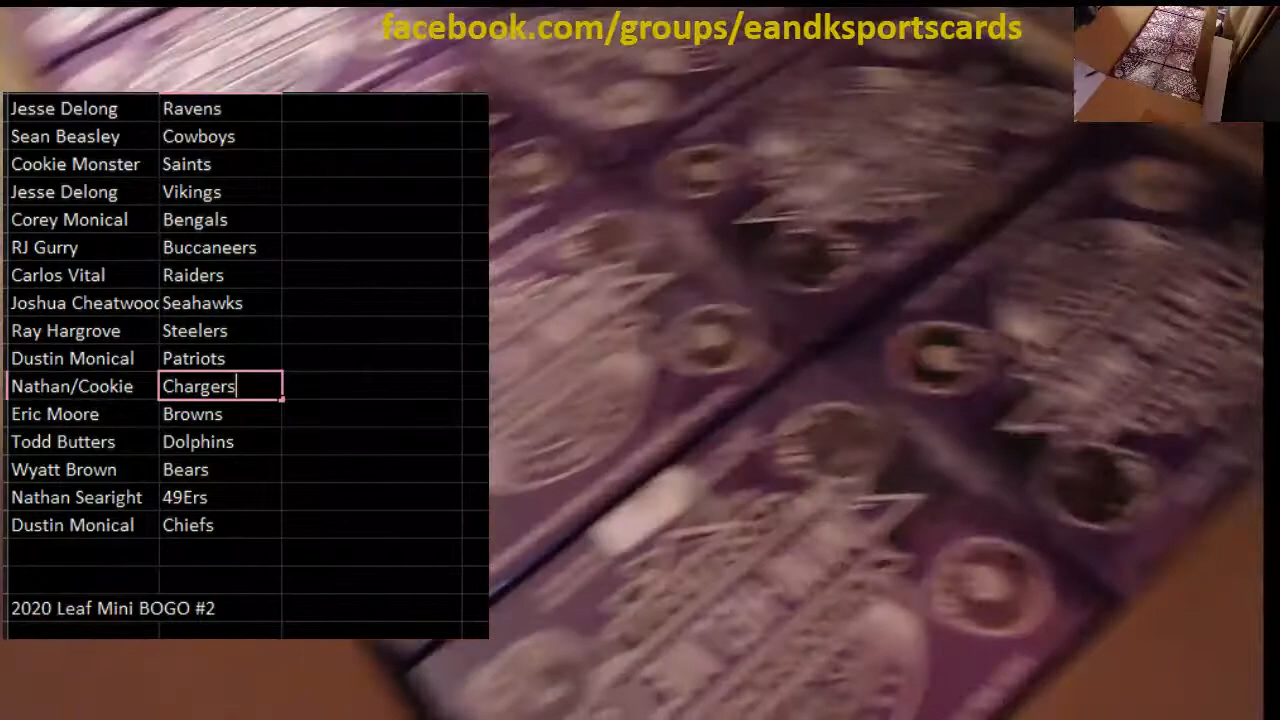 facebook.com/groups/eandksportscards
Jesse Delong Ravens
Sean Beasley Cowboys
Cookie Monster Saints
Jesse Delong Vikings
Corey Monical Bengals
RJ Gurry Buccaneers
Carlos Vital Raiders
Joshua Cheatwood Seahawks
Ray Hargrove Steelers
Dustin Monical Patriots
Nathan/Cookie Chargers
Eric Moore Browns
Todd Butters Dolphins
Wyatt Brown Bears
Nathan Searight 49Ers
Dustin Monical Chiefs
2020 Leaf Mini BOGO #2